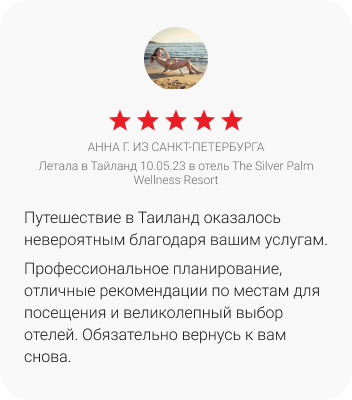 АННА Г. ИЗ САНКТ-ПЕТЕРБУРГА
Летала в Тайланд 10.05.23 в отель The Silver Palm
Wellness Resort
Путешествие в Таиланд оказалось
невероятным благодаря вашим услугам.
Профессиональное планирование,
отличные рекомендации по местам для
посещения и великолепный выбор
отелей. Обязательно вернусь к вам
снова.